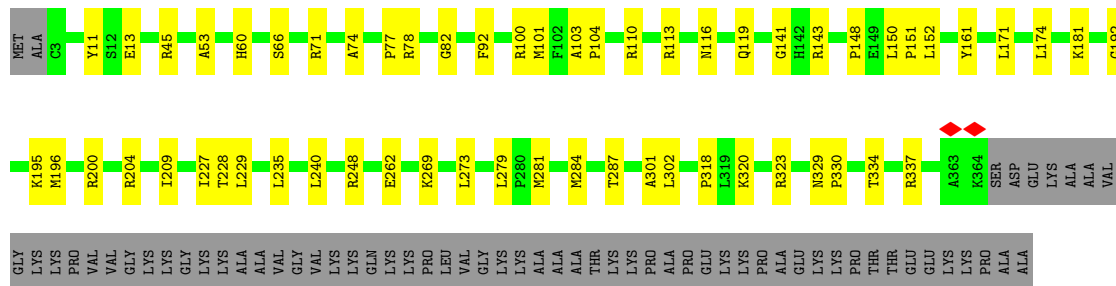 MET ALA C3 Y11 S12 E13 R45 A53 H60 S66 R71 A74 P77 R78 G82 F92 R100 M101 F102 A103 P104 R110 R113 N116 Q119 G141 H142 R143 P148 E149 L150 P151 L152 Y161 L171 L174 K181
K195 M196 R200 R204 I209 I227 T228 L229 L235 L240 R248 E262 K269 L273 L279 P280 M281 M284 T287 A301 L302 P318 L319 K320 R323 N329 P330 T334 R337 A363 K364 SER ASP GLU LYS ALA ALA VAL
GLY LYS LYS PRO VAL VAL GLY LYS LYS GLY LYS LYS ALA ALA VAL GLY VAL LYS LYS GLN LYS LYS PRO LEU VAL GLY LYS LYS ALA ALA ALA THR LYS LYS PRO ALA PRO GLU LYS LYS PRO ALA GLU LYS LYS PRO THR THR GLU GLU LYS LYS PRO ALA ALA